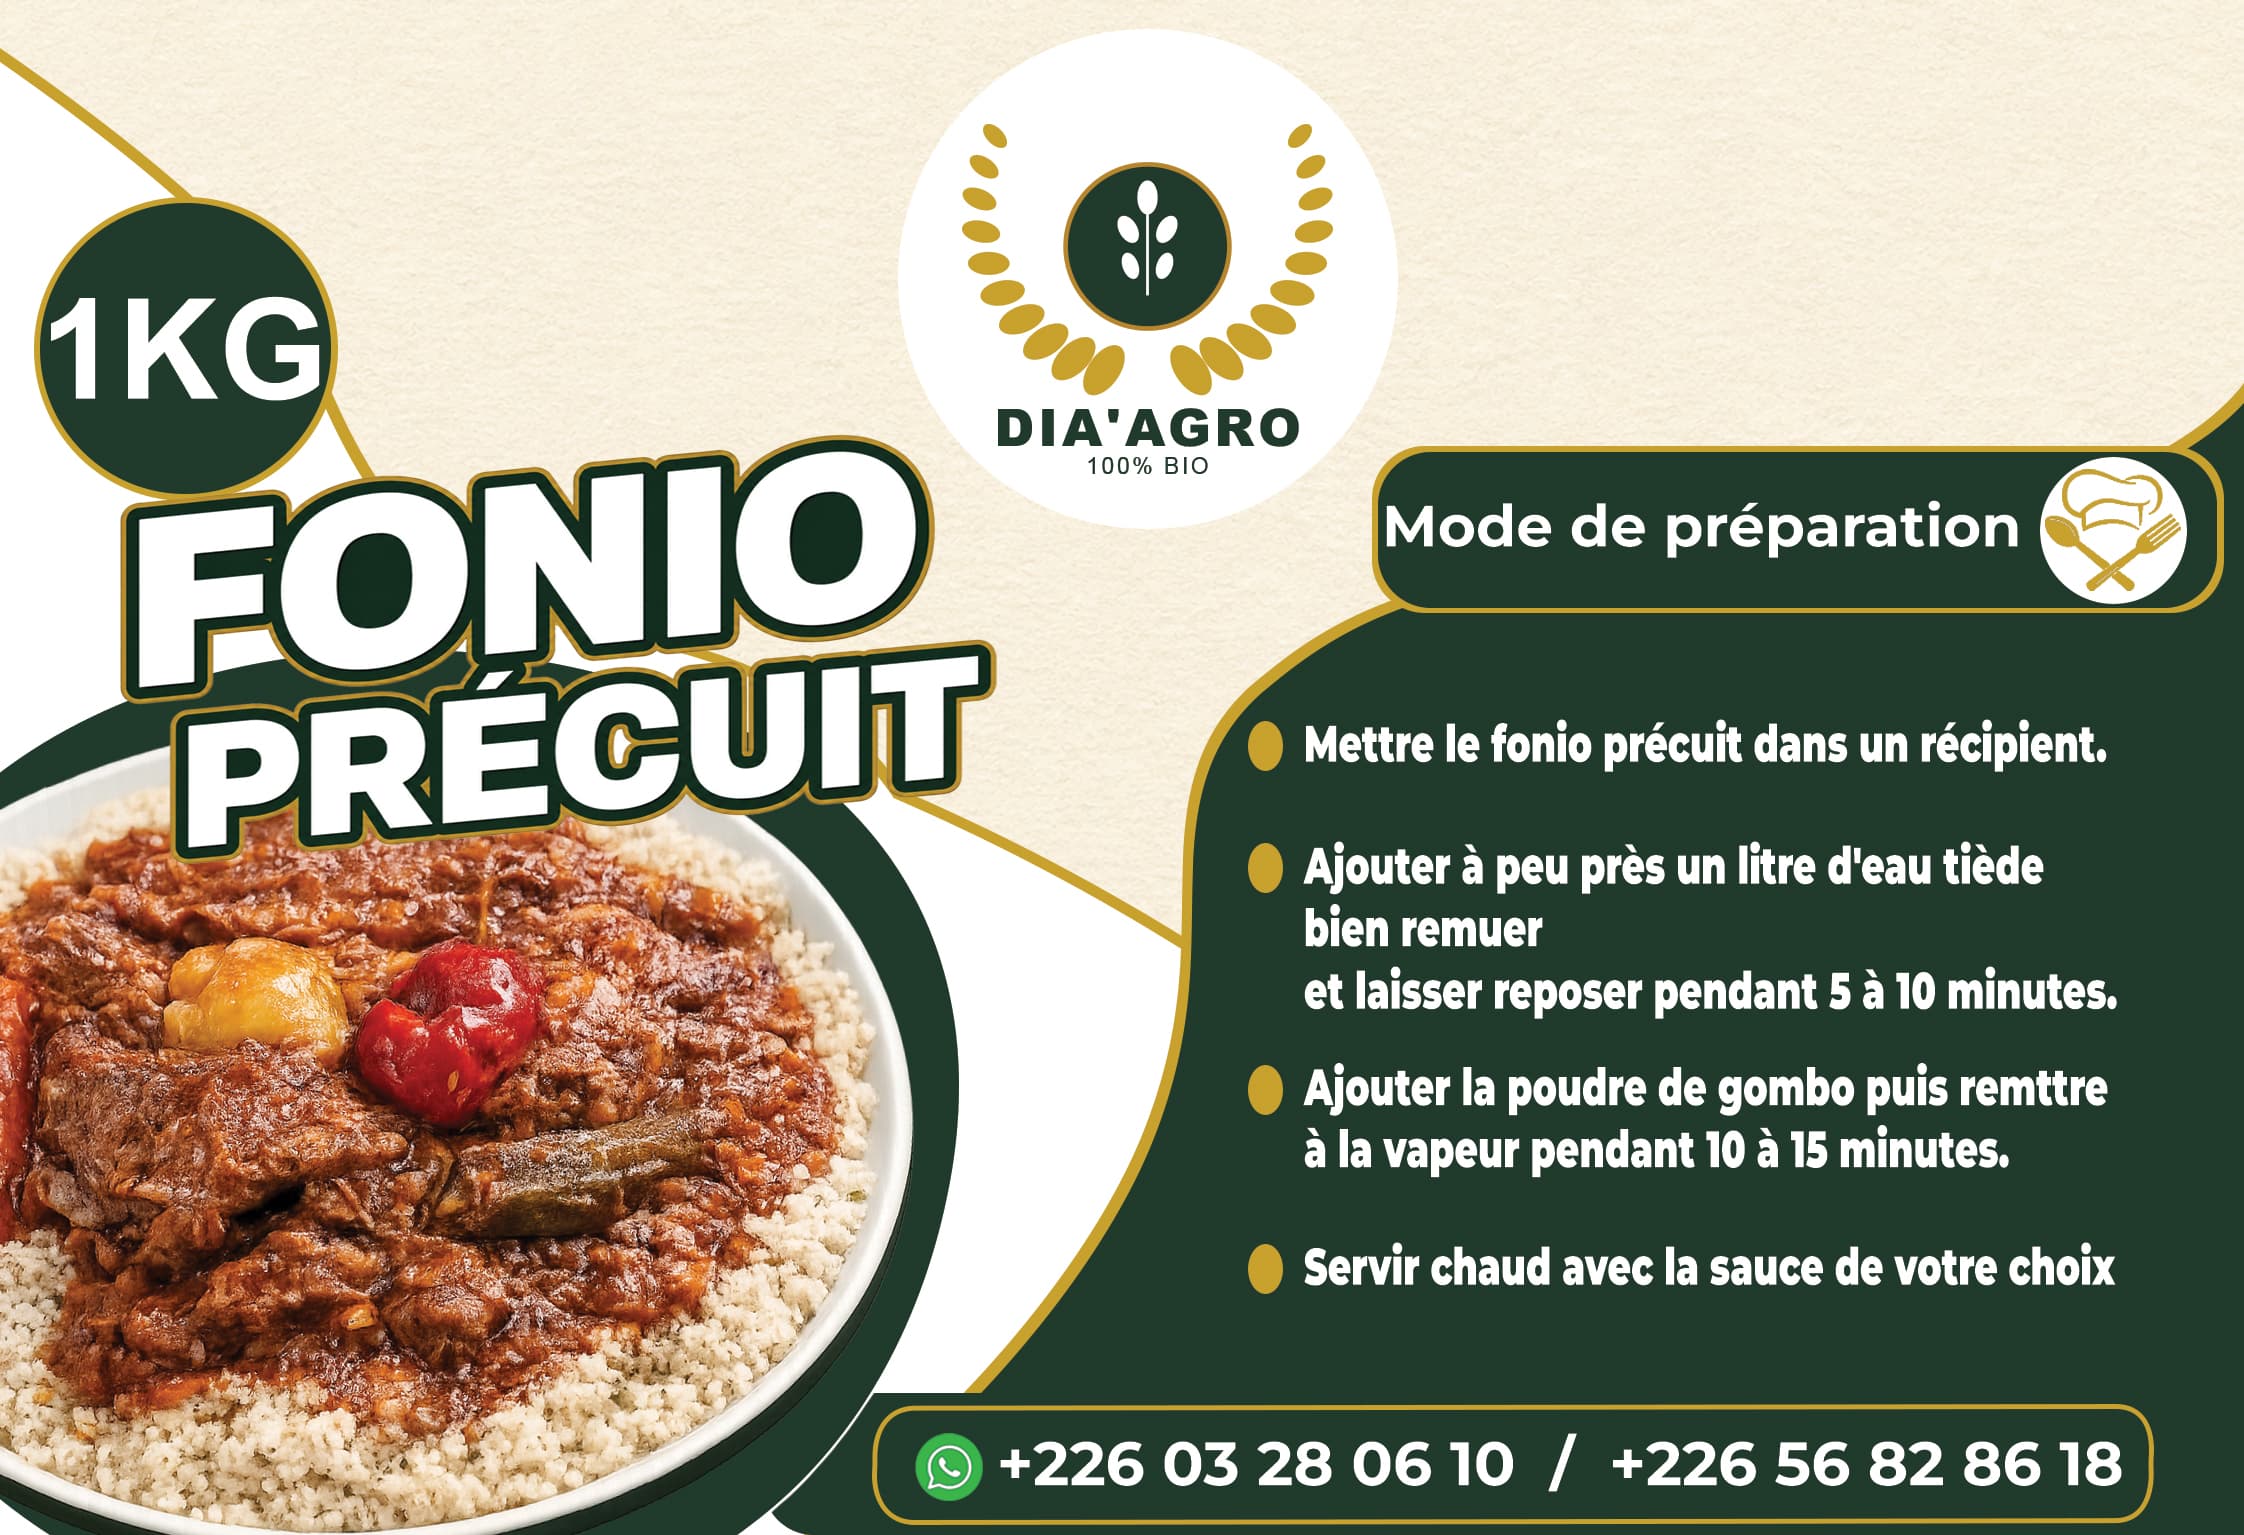 1KG
FONIO
PRÉCUIT
DIA'AGRO
100% BIO
Mode de préparation
Mettre le fonio précuit dans un récipient.
Ajouter à peu près un litre d'eau tiède
bien remuer
et laisser reposer pendant 5 à 10 minutes.
Ajouter la poudre de gombo puis remttre
à la vapeur pendant 10 à 15 minutes.
Servir chaud avec la sauce de votre choix
+226 03 28 06 10 / +226 56 82 86 18